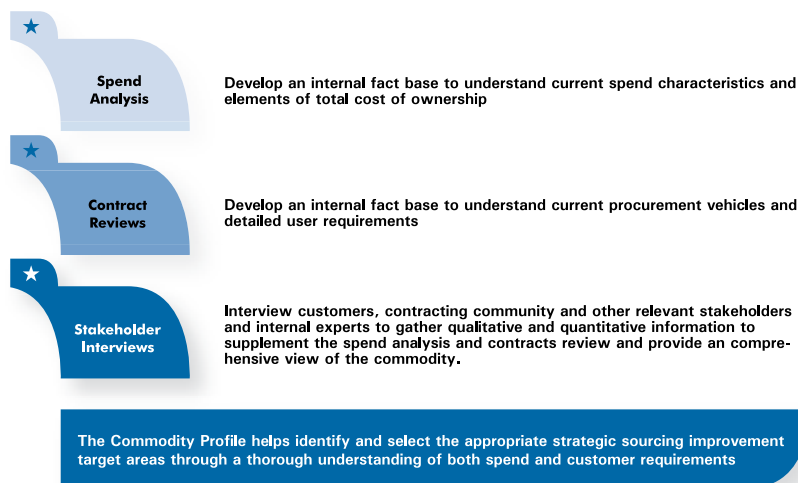 Spend
Analysis
Develop an internal fact base to understand current spend characteristics and
elements of total cost of ownership
Contract
Reviews
Develop an internal fact base to understand current procurement vehicles and
detailed user requirements
Stakeholder
Interviews
Interview customers, contracting community and other relevant stakeholders
and internal experts to gather qualitative and quantitative information to
supplement the spend analysis and contracts review and provide an compre-
hensive view of the commodity.
The Commodity Profile helps identify and select the appropriate strategic sourcing improvement
target areas through a thorough understanding of both spend and customer requirements